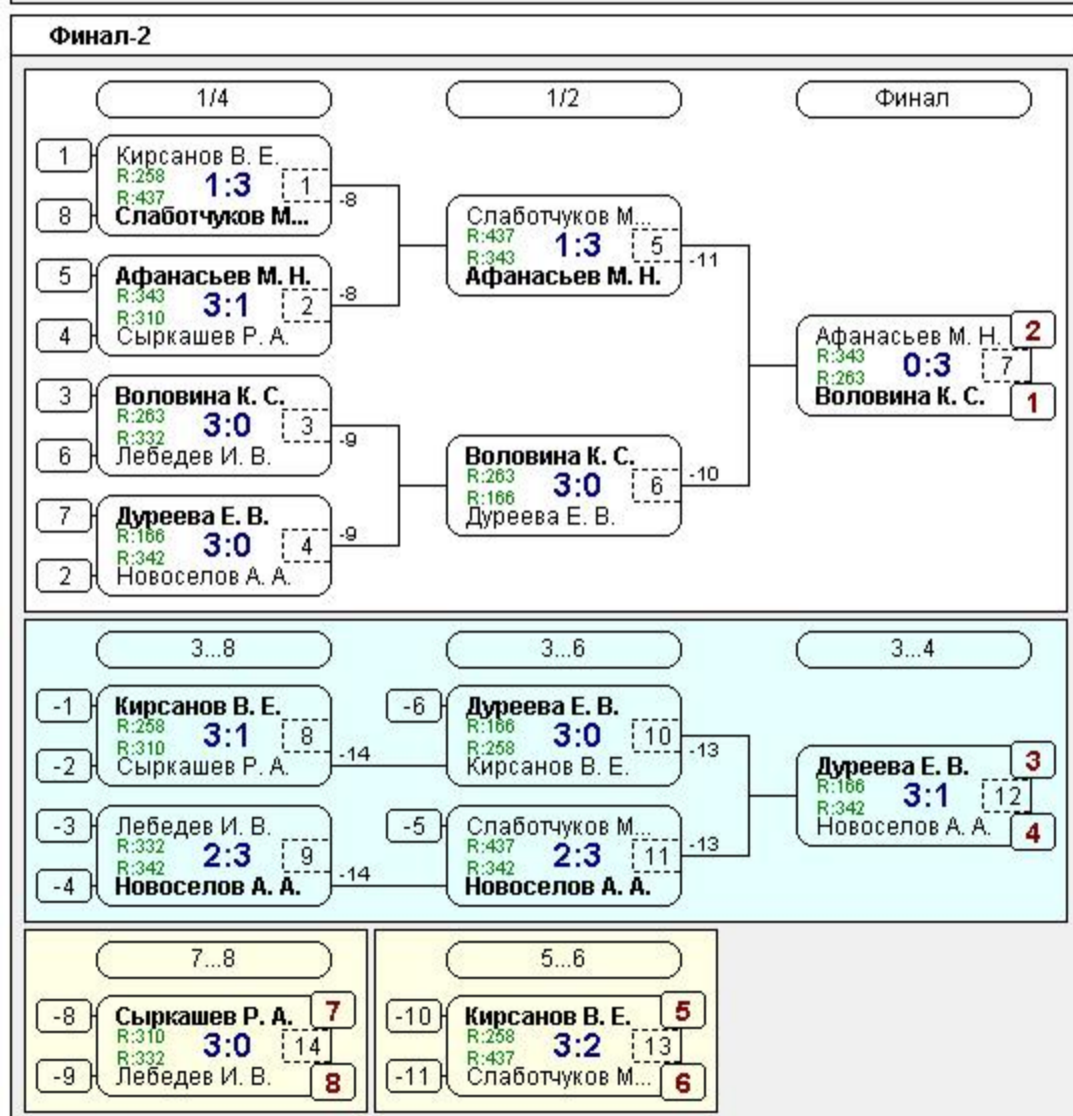 Финал-2
1/4
1/2
Финал
1
Кирсанов В. Е.
R:258
R:437
1:3
1
-8
8
Слаботчуков М...
5
Афанасьев М. Н.
R:343
R:310
3:1
2
-8
4
Сыркашев Р. А.
Слаботчуков М...
R:437
R:343
1:3
5
-11
Афанасьев М. Н.
3
Воловина К. С.
R:263
R:332
3:0
3
-9
6
Лебедев И. В.
7
Дуреева Е. В.
R:166
R:342
3:0
4
-9
2
Новоселов А. А.
Воловина К. С.
R:263
R:166
3:0
6
-10
Дуреева Е. В.
Афанасьев М. Н.
2
R:343
R:263
0:3
7
Воловина К. С.
1
3...8
3...6
3...4
-1
Кирсанов В. Е.
R:258
R:310
3:1
8
-14
-2
Сыркашев Р. А.
-6
Дуреева Е. В.
R:166
R:258
3:0
10
-13
Кирсанов В. Е.
-3
Лебедев И. В.
R:332
R:342
2:3
9
-14
-4
Новоселов А. А.
-5
Слаботчуков М...
R:437
R:342
2:3
11
-13
Новоселов А. А.
Дуреева Е. В.
3
R:166
R:342
3:1
12
Новоселов А. А.
4
7...8
-8
Сыркашев Р. А.
7
R:310
R:332
3:0
14
-9
Лебедев И. В.
8
5...6
-10
Кирсанов В. Е.
5
R:258
R:437
3:2
13
-11
Слаботчуков М...
6